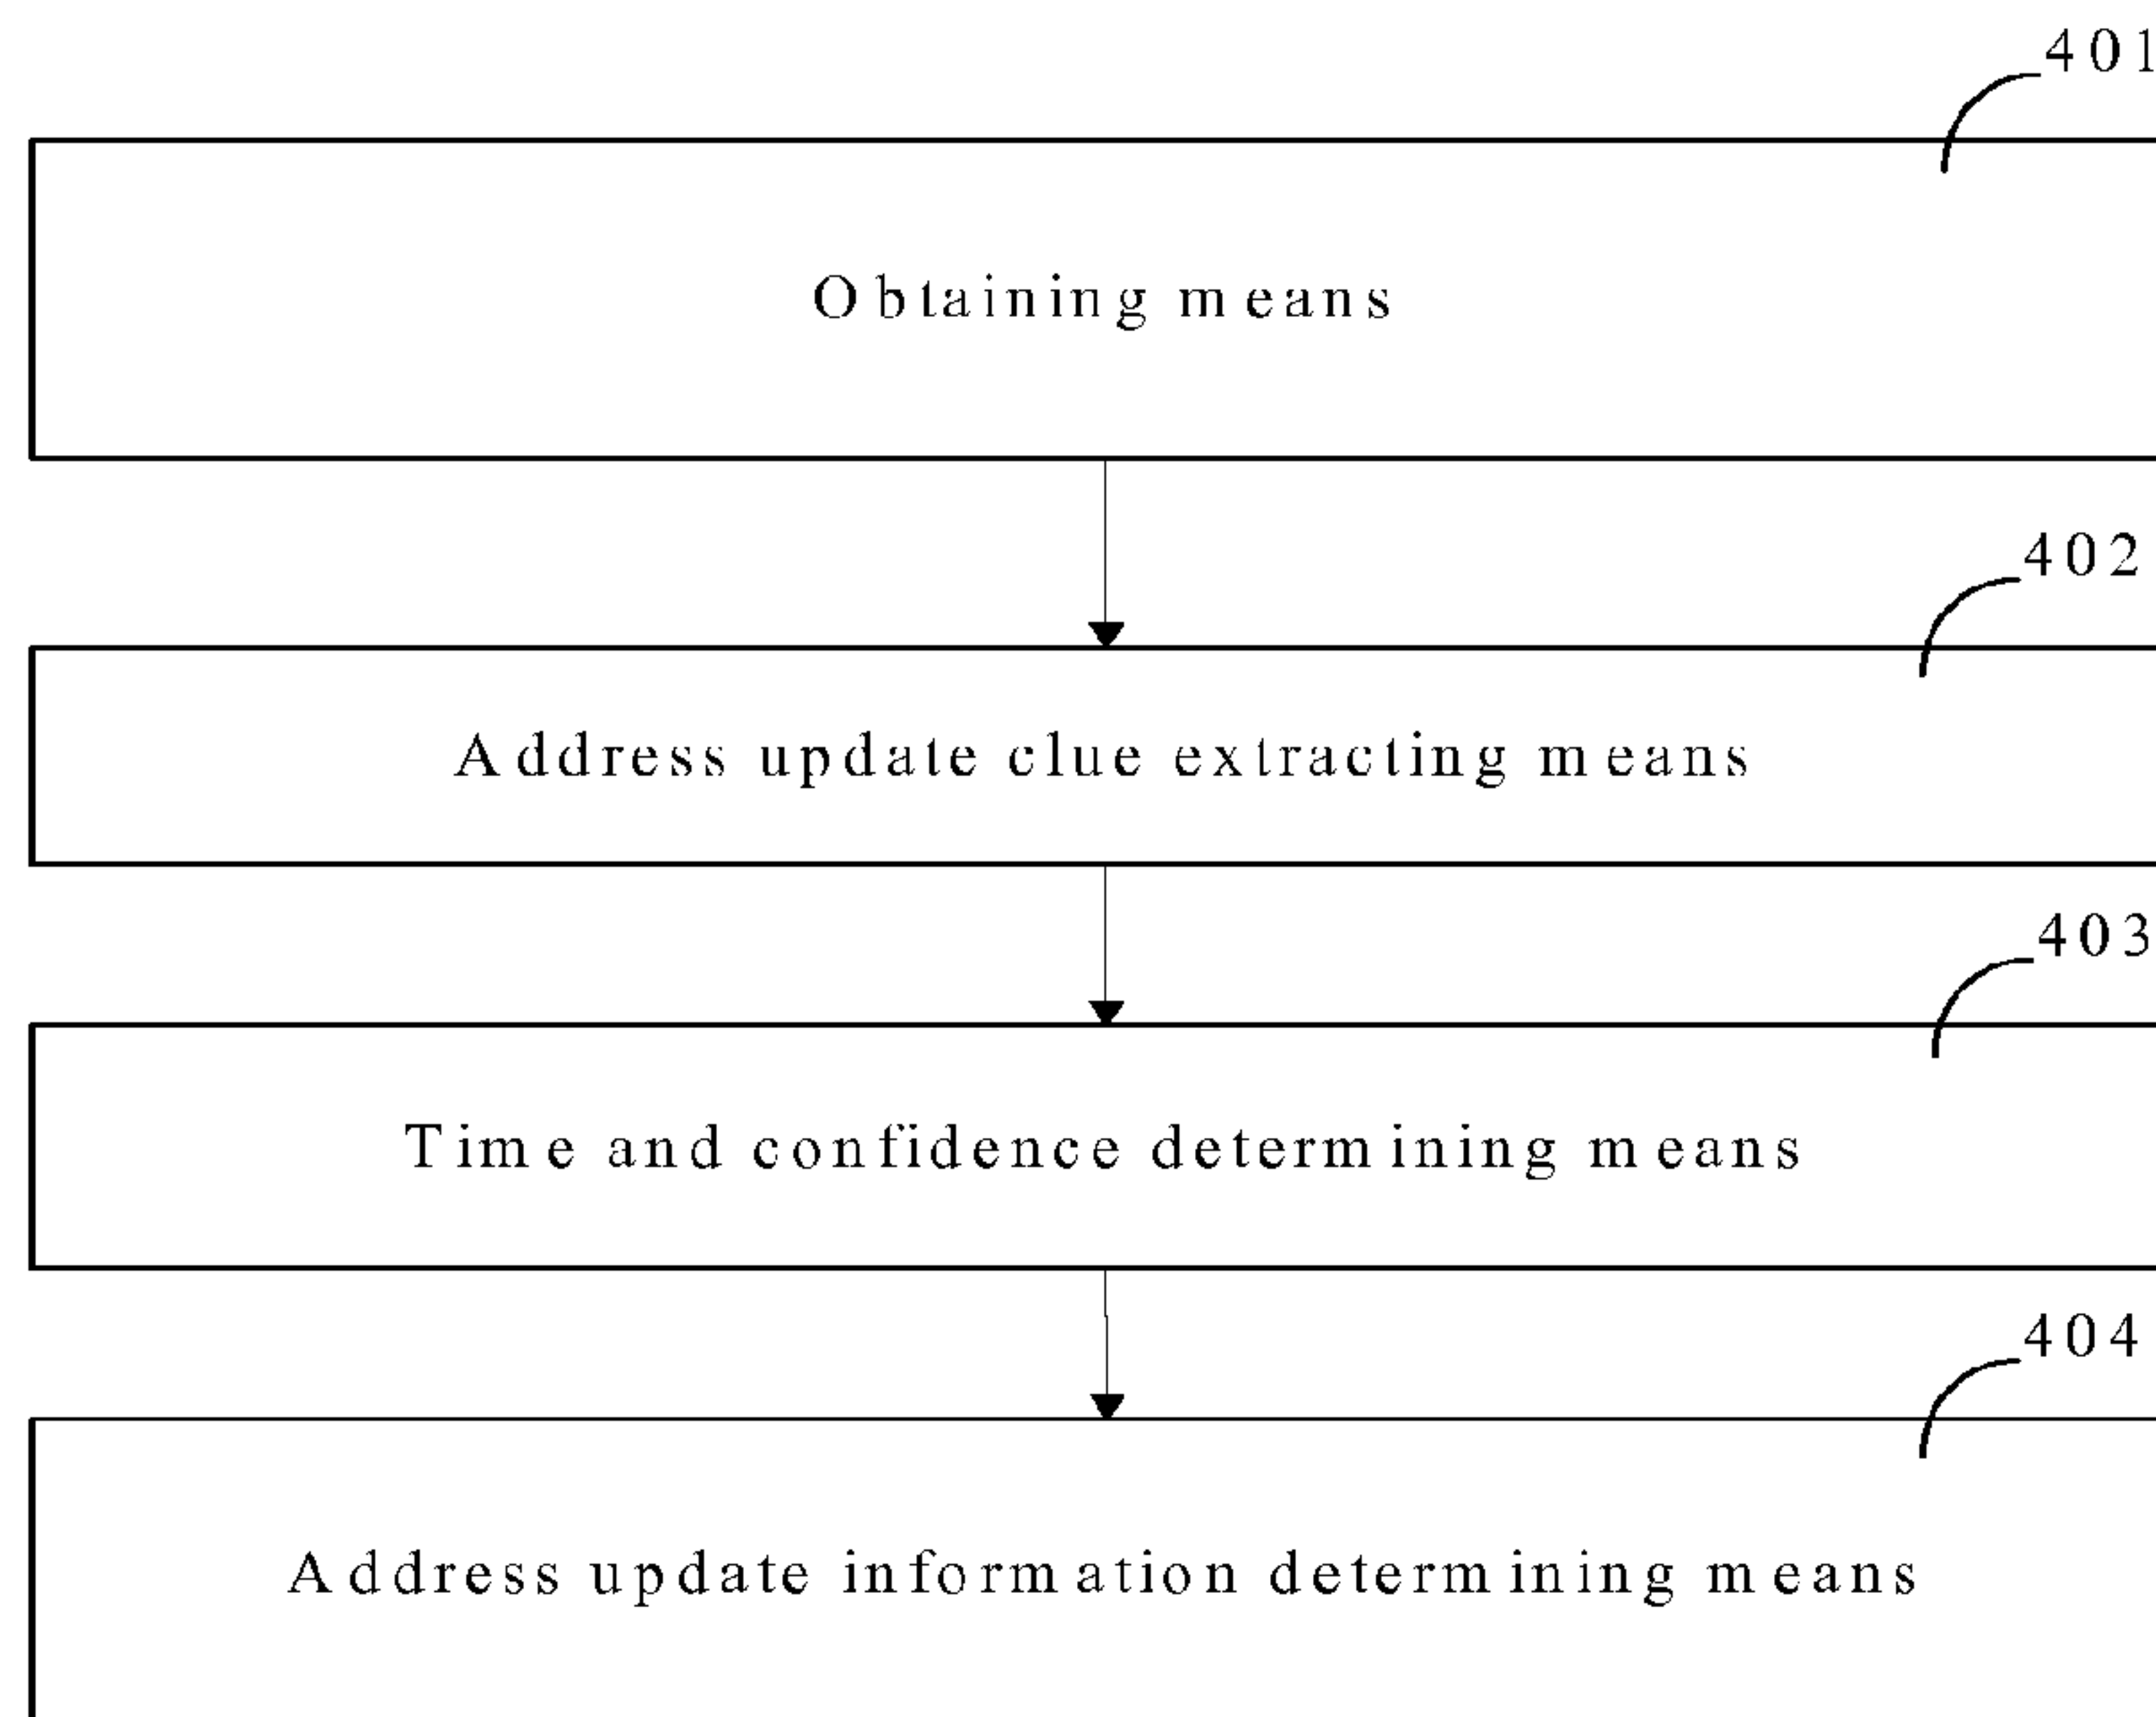 401
Obtaining means
402
Address update clue extracting means
403
Time and confidence determining means
404
Address update information determining means